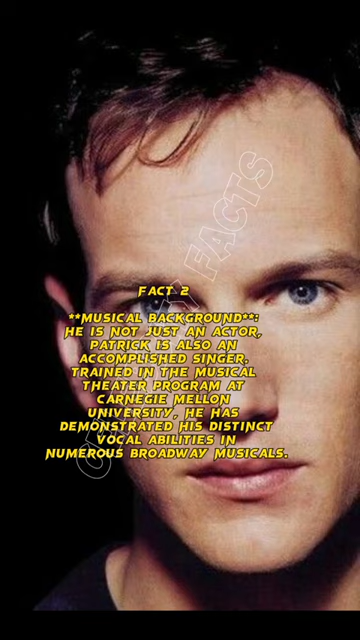 FACT 2
**MUSICAL BACKGROUND**:
HE IS NOT JUST AN ACTOR,
PATRICK IS ALSO AN
ACCOMPLISHED SINGER.
TRAINED IN THE MUSICAL
THEATER PROGRAM AT
CARNEGIE MELLON
UNIVERSITY, HE HAS
DEMONSTRATED HIS DISTINCT
VOCAL ABILITIES IN
NUMEROUS BROADWAY MUSICALS.
FACTS